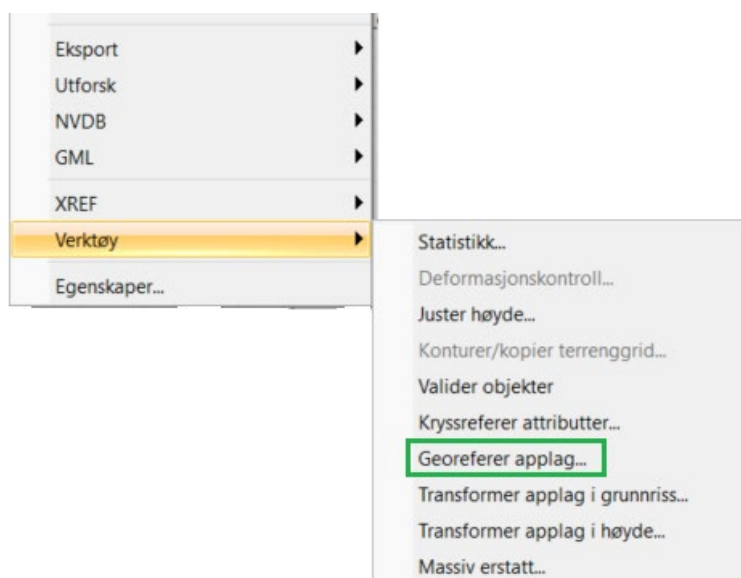 Eksport
Utforsk
NVDB
GML
XREF
Verktøy
Egenskaper...
Statistikk...
Deformasjonskontroll...
Juster høyde...
Konturer/kopier terrenggrid...
Valider objekter
Kryssreferer attributter...
Georeferer applag...
Transformer applag i grunnriss...
Transformer applag i høyde...
Massiv erstatt...